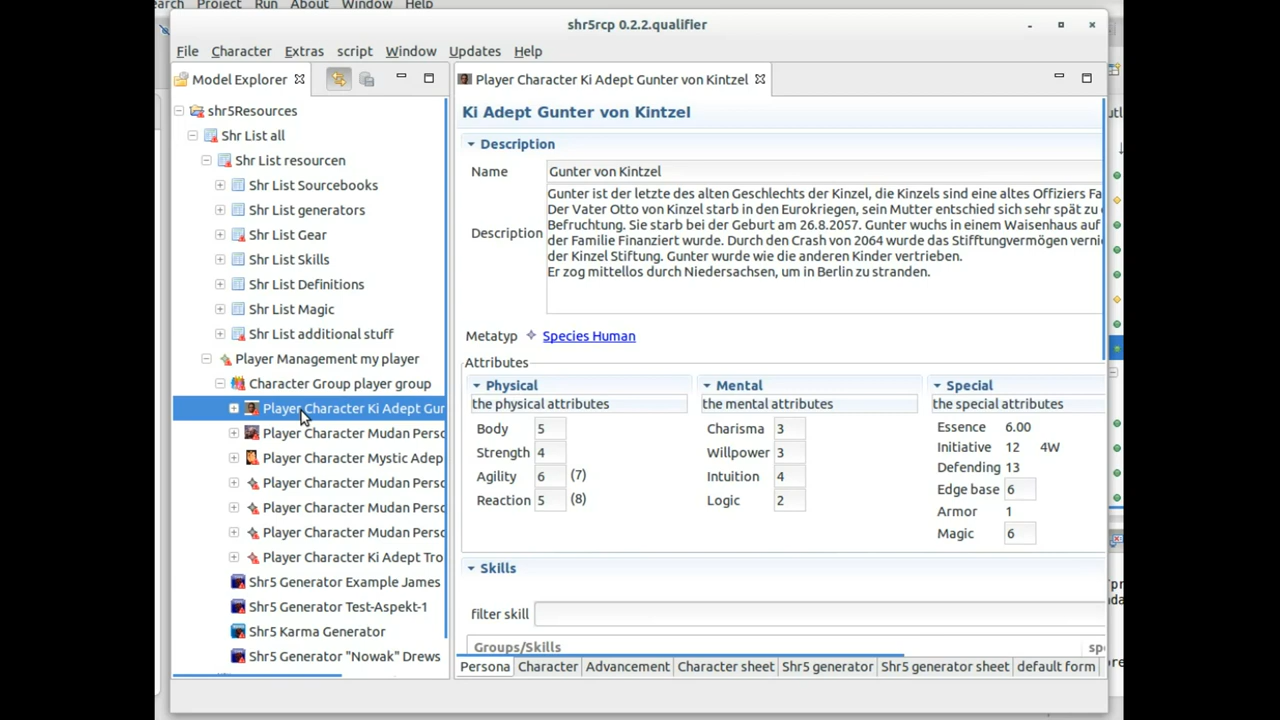 earch Project Run About Window Help
shr5rcp 0.2.2.qualifier
File Character Extras script Window Updates Help
Model Explorer
shr5Resources
Shr List all
Shr List resourcen
Shr List Sourcebooks
Shr List generators
Shr List Gear
Shr List Skills
Shr List Definitions
Shr List Magic
Shr List additional stuff
Player Management my player
Character Group player group
Player Character Ki Adept Gur
Player Character Mudan Perso
Player Character Mystic Adep
Player Character Mudan Perso
Player Character Mudan Perso
Player Character Mudan Perso
Player Character Ki Adept Tro
Shr5 Generator Example James
Shr5 Generator Test-Aspekt-1
Shr5 Karma Generator
Shr5 Generator "Nowak" Drews
Player Character Ki Adept Gunter von Kintzel
Ki Adept Gunter von Kintzel
Description
Name Gunter von Kintzel
Description
Gunter ist der letzte des alten Geschlechts der Kinzel, die Kinzels sind eine altes Offiziers Fa
Der Vater Otto von Kinzel starb in den Eurokriegen, sein Mutter entschied sich sehr spät zu
Befruchtung. Sie starb bei der Geburt am 26.8.2057. Gunter wuchs in einem Waisenhaus auf
der Familie Finanziert wurde. Durch den Crash von 2064 wurde das Stifftungvermögen verni
der Kinzel Stiftung. Gunter wurde wie die anderen Kinder vertrieben.
Er zog mittellos durch Niedersachsen, um in Berlin zu stranden.
Metatyp Species Human
Attributes
Physical
the physical attributes
Body 5
Strength 4
Agility 6 (7)
Reaction 5 (8)
Mental
the mental attributes
Charisma 3
Willpower 3
Intuition 4
Logic 2
Special
the special attributes
Essence 6.00
Initiative 12 4W
Defending 13
Edge base 6
Armor 1
Magic 6
Skills
filter skill
Groups/Skills spe
Persona Character Advancement Character sheet Shr5 generator Shr5 generator sheet default form